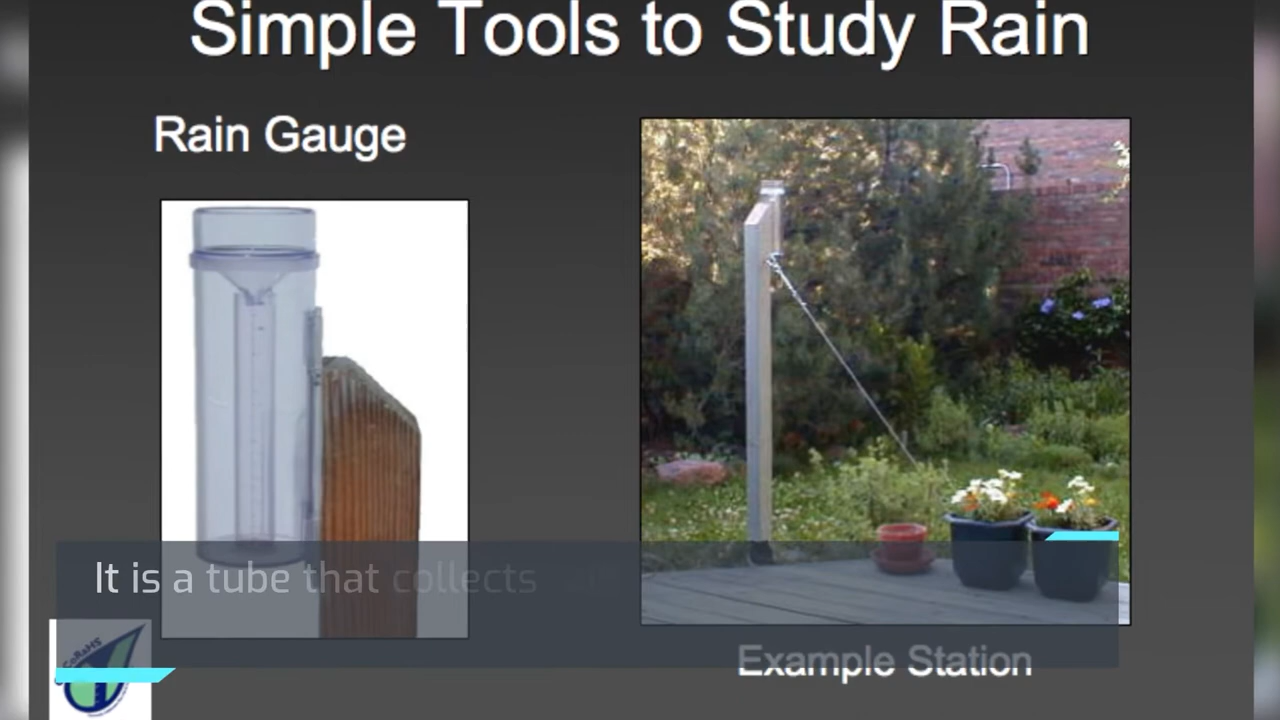 Simple Tools to Study Rain
Rain Gauge
It is a tube that collects
Example Station